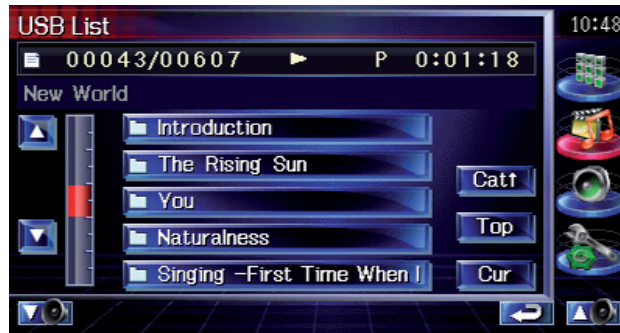 USB List
10:48
00043/00607 ► P 0:01:18
New World
Introduction
The Rising Sun
You
Naturalness
Singing -First Time When I
Cat↑
Top
Cur